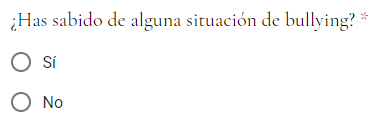 ¿Has sabido de alguna situación de bullying? *
Sí
No